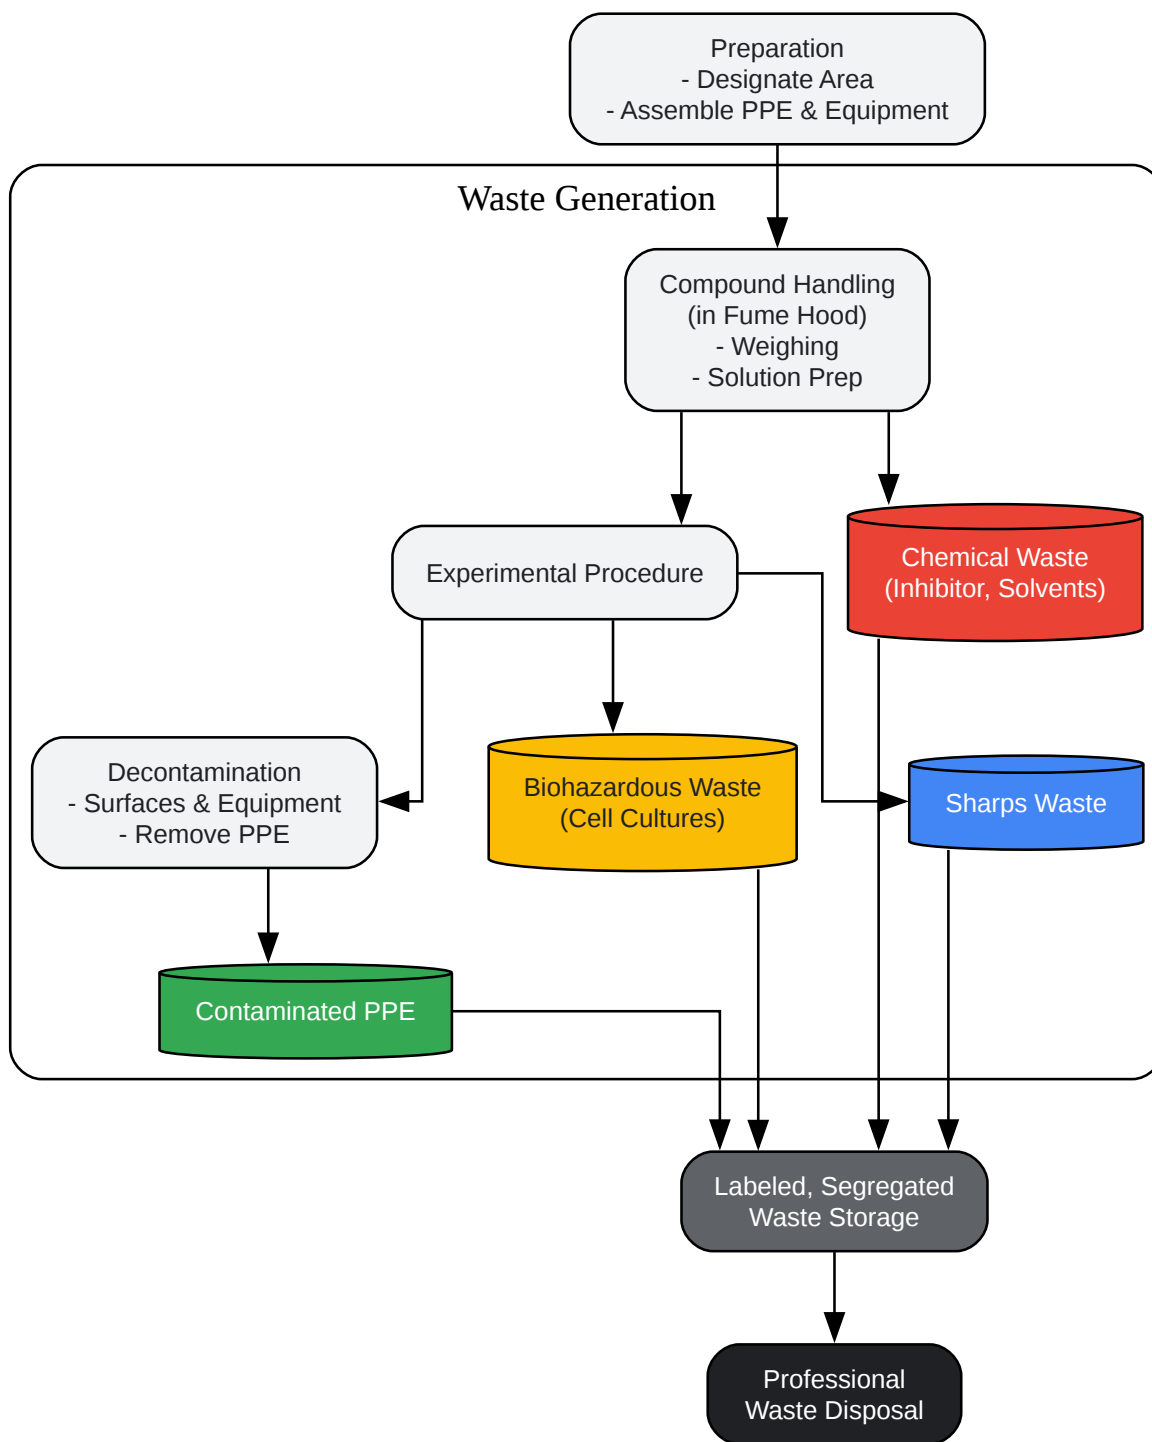 Preparation
- Designate Area
- Assemble PPE & Equipment
Waste Generation
Compound Handling
(in Fume Hood)
- Weighing
- Solution Prep
Experimental Procedure
Chemical Waste
(Inhibitor, Solvents)
Decontamination
- Surfaces & Equipment
- Remove PPE
Biohazardous Waste
(Cell Cultures)
Sharps Waste
Contaminated PPE
Labeled, Segregated
Waste Storage
Professional
Waste Disposal